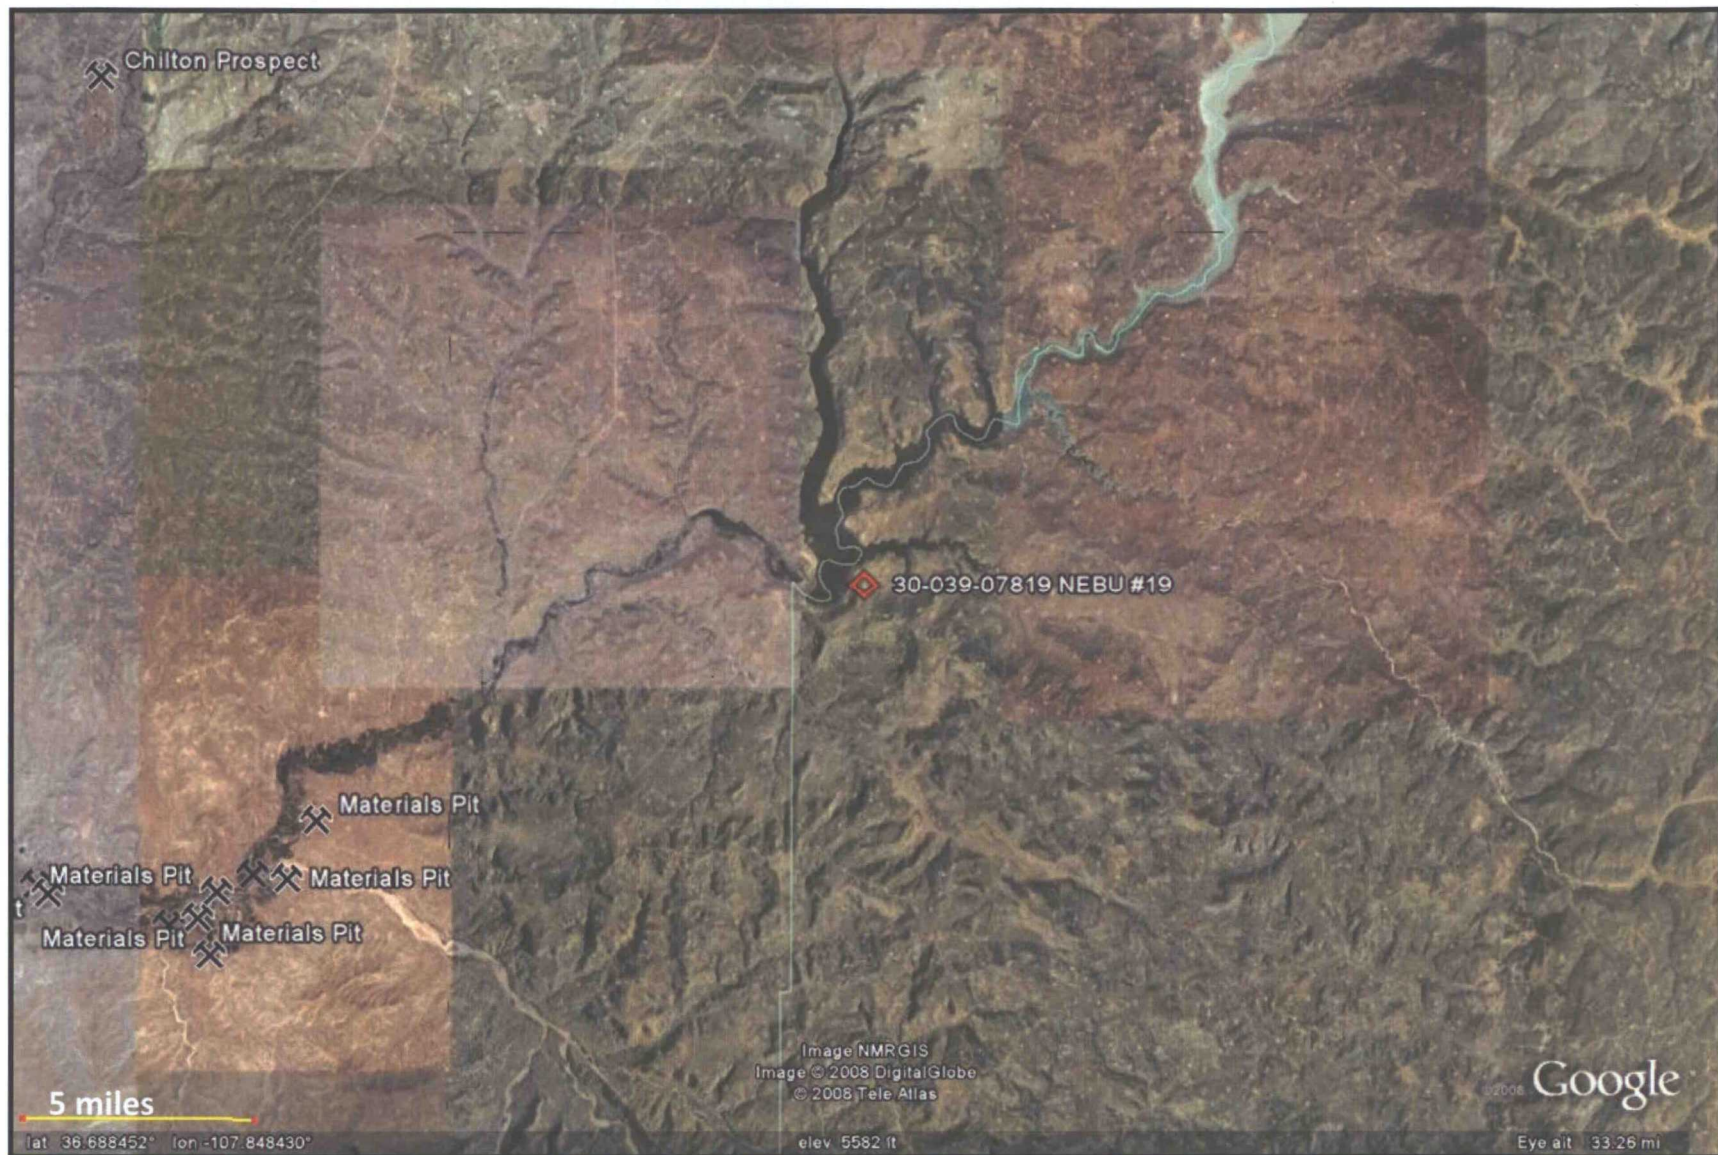 Chilton Prospect
30-039-07819 NEBU #19
Materials Pit
Materials Pit
Materials Pit
t
Materials Pit
Materials Pit
Image NMRGIS
Image © 2008 DigitalGlobe
© 2008 Tele Atlas
©2008 Google
5 miles
lat 36.688452° lon -107.848430° elev 5582 ft Eye alt 33.26 mi